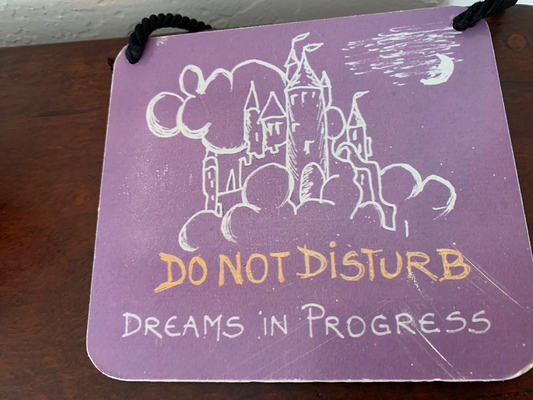 DO NOT DiSTURB
DREAMS iN PROGRESS